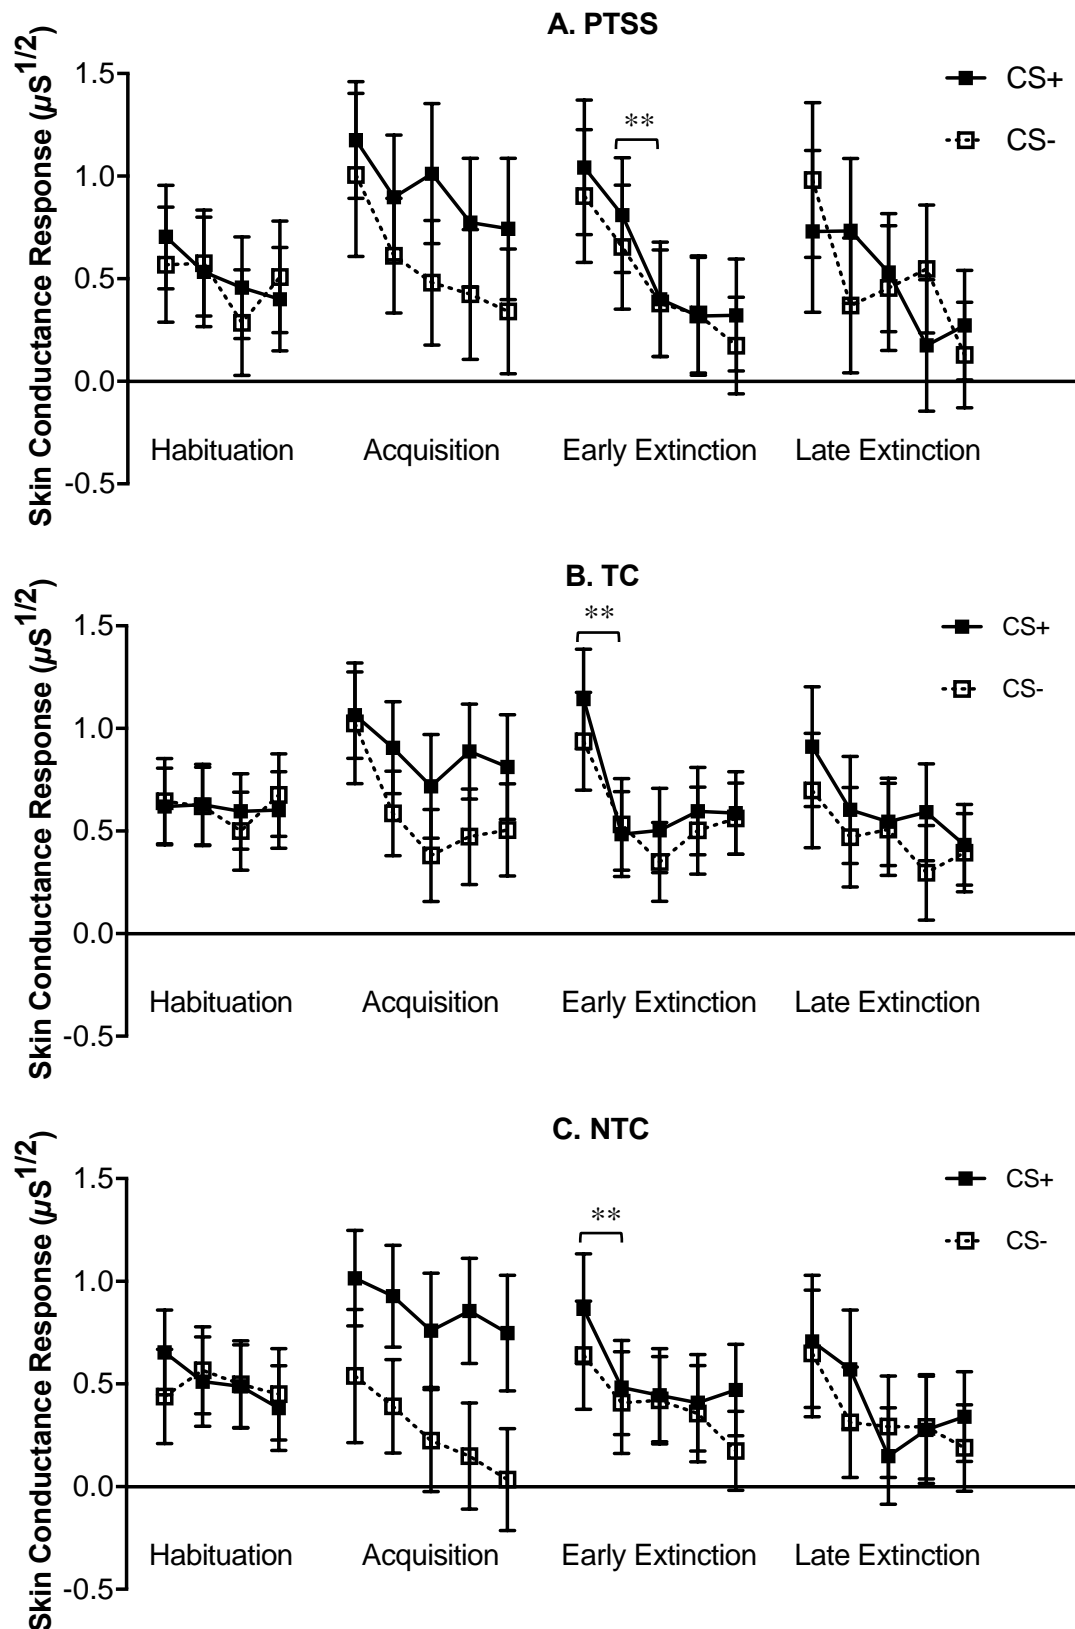 A. PTSS
Skin Conductance Response (µS1/2)
1.5
1.0
0.5
0.0
-0.5
CS+
CS-
**
Habituation
Acquisition
Early Extinction
Late Extinction
B. TC
Skin Conductance Response (µS1/2)
1.5
1.0
0.5
0.0
-0.5
CS+
CS-
**
Habituation
Acquisition
Early Extinction
Late Extinction
C. NTC
Skin Conductance Response (µS1/2)
1.5
1.0
0.5
0.0
-0.5
CS+
CS-
**
Habituation
Acquisition
Early Extinction
Late Extinction